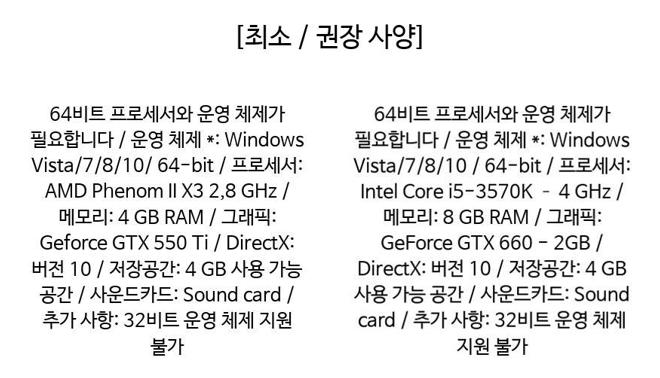 [최소 / 권장 사양]
64비트 프로세서와 운영 체제가
필요합니다 / 운영 체제 *: Windows
Vista/7/8/10/ 64-bit / 프로세서:
AMD Phenom II X3 2,8 GHz /
메모리: 4 GB RAM / 그래픽:
Geforce GTX 550 Ti / DirectX:
버전 10 / 저장공간: 4 GB 사용 가능
공간 / 사운드카드: Sound card /
추가 사항: 32비트 운영 체제 지원
불가
64비트 프로세서와 운영 체제가
필요합니다 / 운영 체제 *: Windows
Vista/7/8/10 / 64-bit / 프로세서:
Intel Core i5-3570K - 4 GHz /
메모리: 8 GB RAM / 그래픽:
GeForce GTX 660 - 2GB /
DirectX: 버전 10 / 저장공간: 4 GB
사용 가능 공간 / 사운드카드: Sound
card / 추가 사항: 32비트 운영 체제
지원 불가